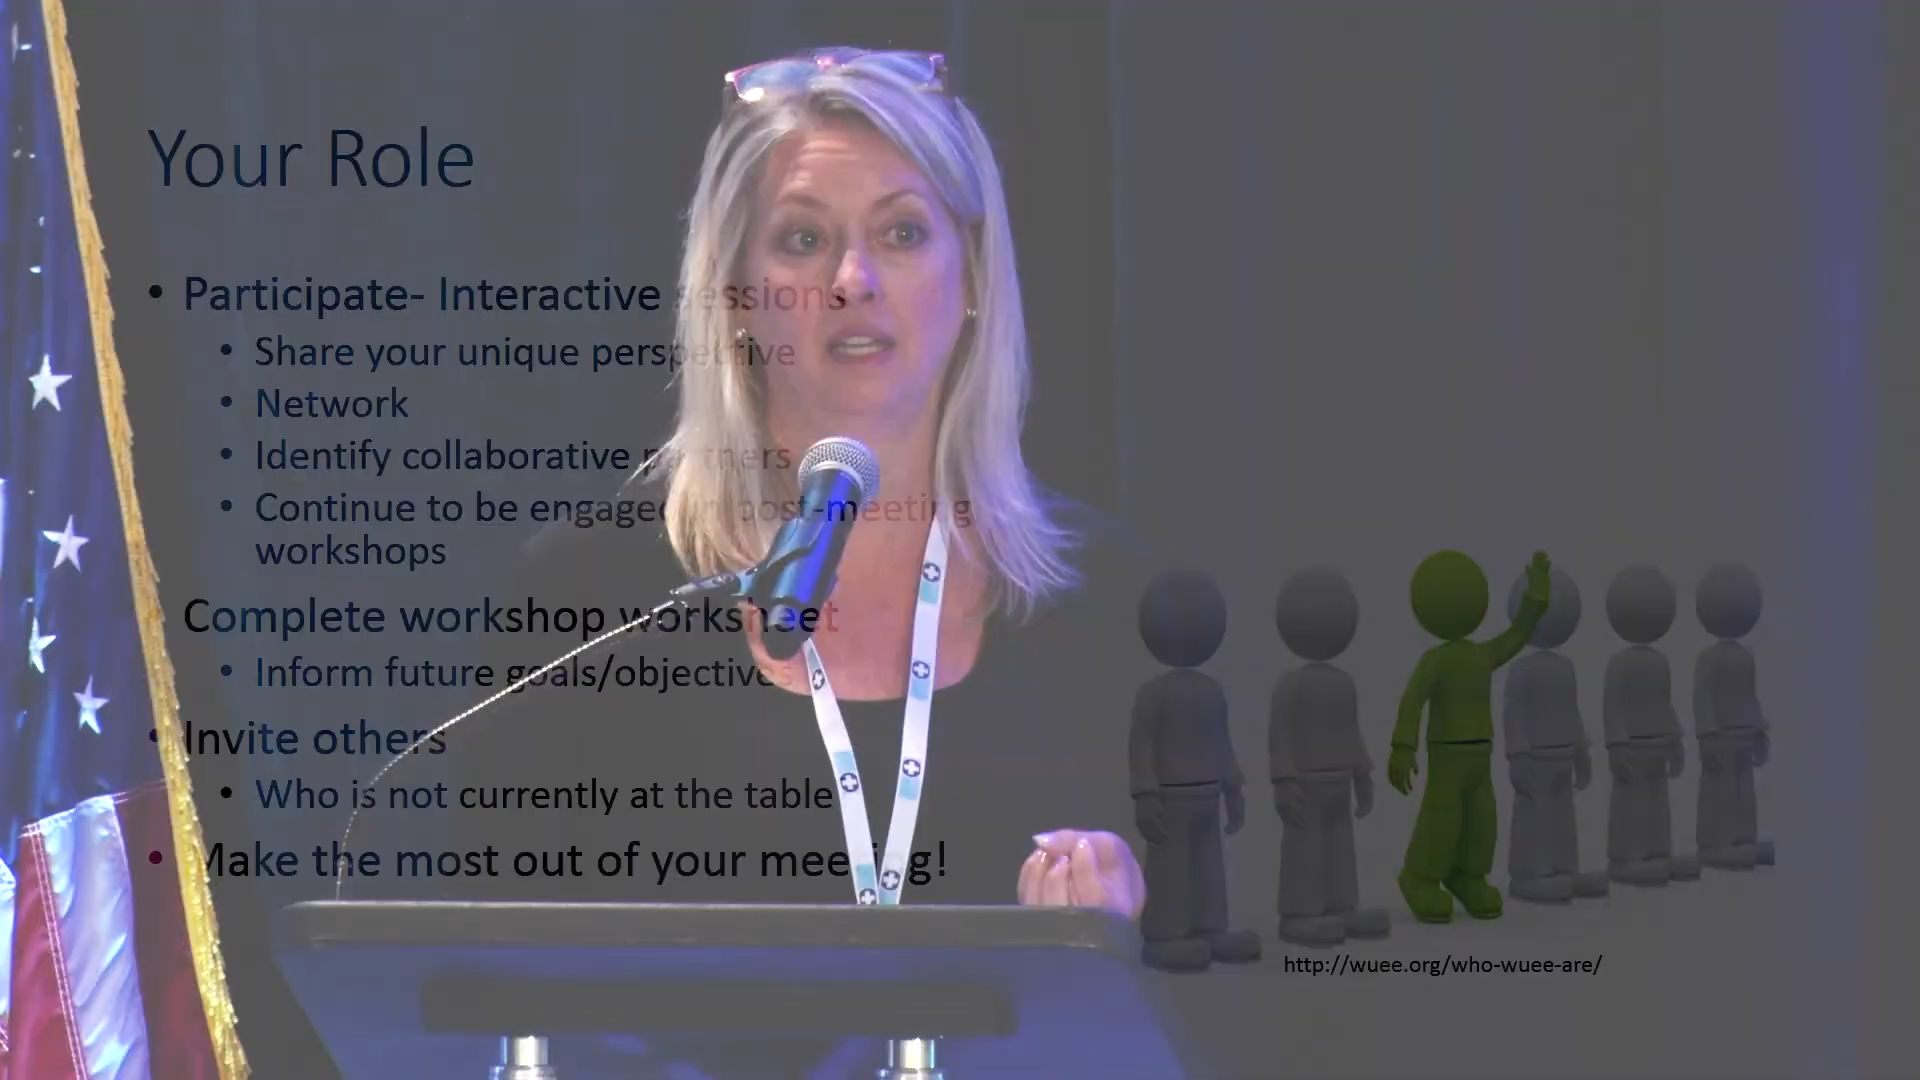 Your Role
• Participate- Interactive sessions
• Share your unique perspective
• Network
• Identify collaborative partners
• Continue to be engaged in post-meeting
workshops
Complete workshop worksheet
• Inform future goals/objectives
• Invite others
• Who is not currently at the table
• Make the most out of your meeting!
http://wuee.org/who-wuee-are/